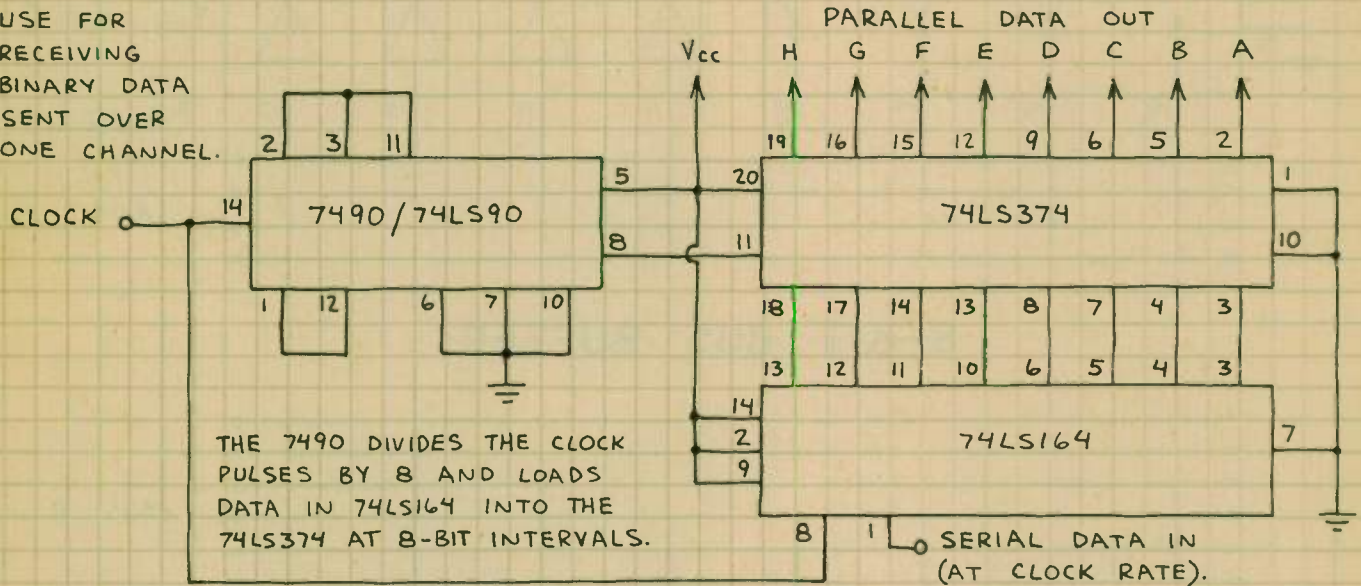 USE FOR
RECEIVING
BINARY DATA
SENT OVER
ONE CHANNEL.
PARALLEL DATA OUT
Vcc H G F E D C B A
2 3 11
19 16 15 12 9 6 5 2
CLOCK
14
7490/74LS90
5
8
20
11
74LS374
1
10
1 12 6 7 10
18 17 14 13 8 7 4 3
13 12 11 10 6 5 4 3
14
2
9
74LS164
7
8 1
THE 7490 DIVIDES THE CLOCK
PULSES BY 8 AND LOADS
DATA IN 74LS164 INTO THE
74LS374 AT 8-BIT INTERVALS.
SERIAL DATA IN
(AT CLOCK RATE).